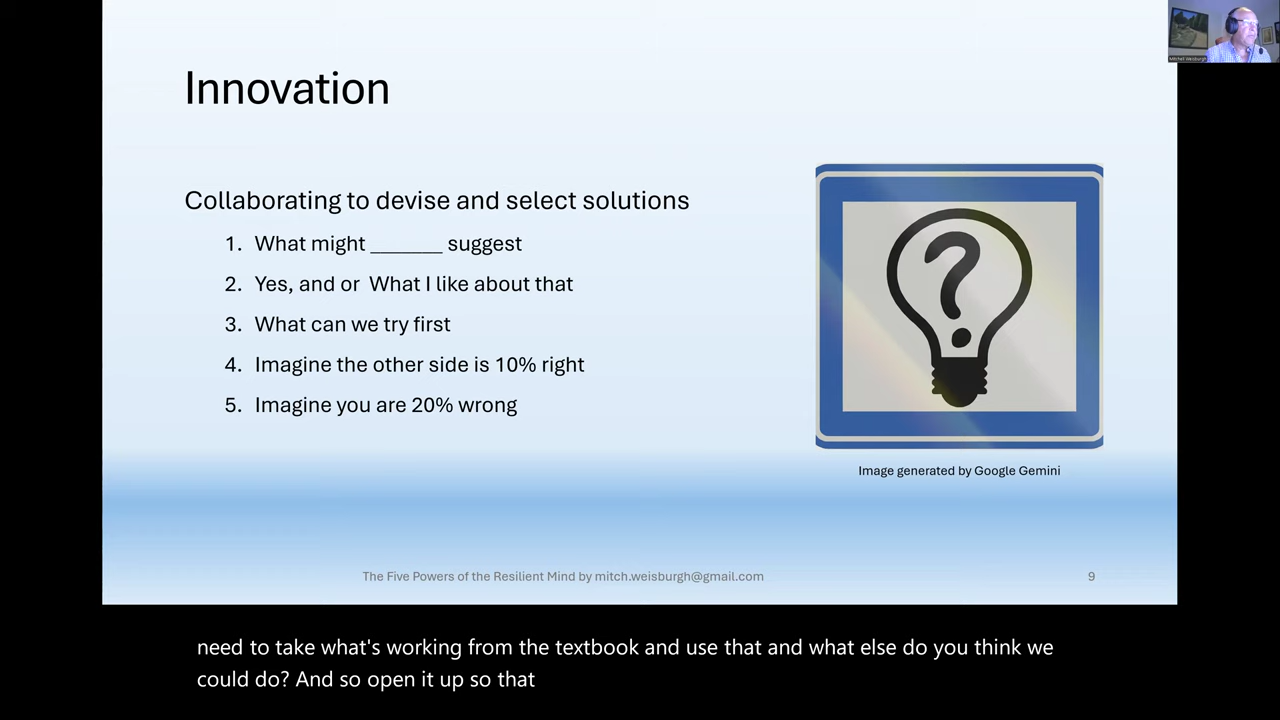 Innovation
Collaborating to devise and select solutions
1. What might _______ suggest
2. Yes, and or  What I like about that
3. What can we try first
4. Imagine the other side is 10% right
5. Imagine you are 20% wrong
Image generated by Google Gemini
The Five Powers of the Resilient Mind by mitch.weisburgh@gmail.com
9
Mitchell Weisburgh
need to take what's working from the textbook and use that and what else do you think we
could do? And so open it up so that